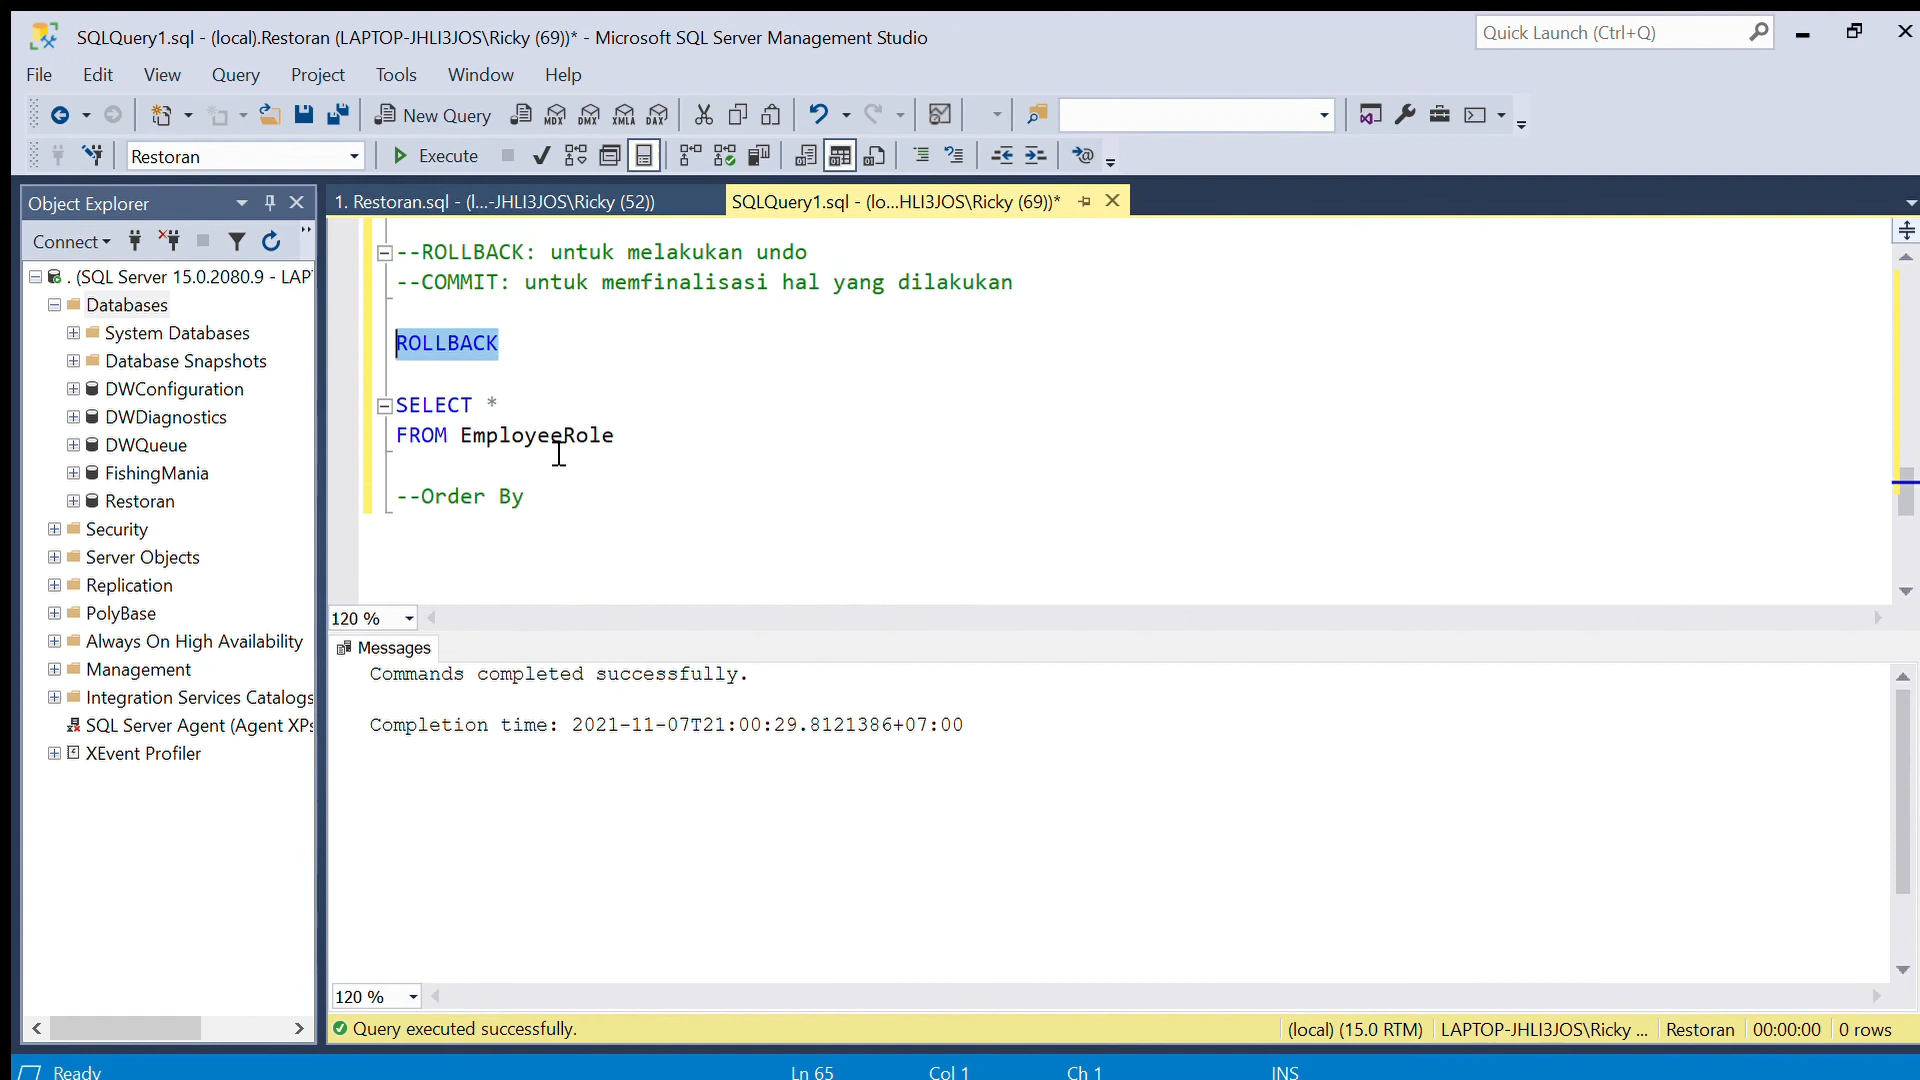 SQLQuery1.sql - (local).Restoran (LAPTOP-JHLI3JOS\Ricky (69))* - Microsoft SQL Server Management Studio
Quick Launch (Ctrl+Q)
File Edit View Query Project Tools Window Help
New Query MDX DMX XMLA DAX
Restoran Execute
Object Explorer
1. Restoran.sql - (l...-JHLI3JOS\Ricky (52))
SQLQuery1.sql - (lo...HLI3JOS\Ricky (69))*
Connect
. (SQL Server 15.0.2080.9 - LAP
Databases
System Databases
Database Snapshots
DWConfiguration
DWDiagnostics
DWQueue
FishingMania
Restoran
Security
Server Objects
Replication
PolyBase
Always On High Availability
Management
Integration Services Catalogs
SQL Server Agent (Agent XPs
XEvent Profiler
--ROLLBACK: untuk melakukan undo
--COMMIT: untuk memfinalisasi hal yang dilakukan
ROLLBACK
SELECT *
FROM EmployeeRole
--Order By
120 %
Messages
Commands completed successfully.
Completion time: 2021-11-07T21:00:29.8121386+07:00
120 %
Query executed successfully.
(local) (15.0 RTM) LAPTOP-JHLI3JOS\Ricky ... Restoran 00:00:00 0 rows
Ready Ln 65 Col 1 Ch 1 INS